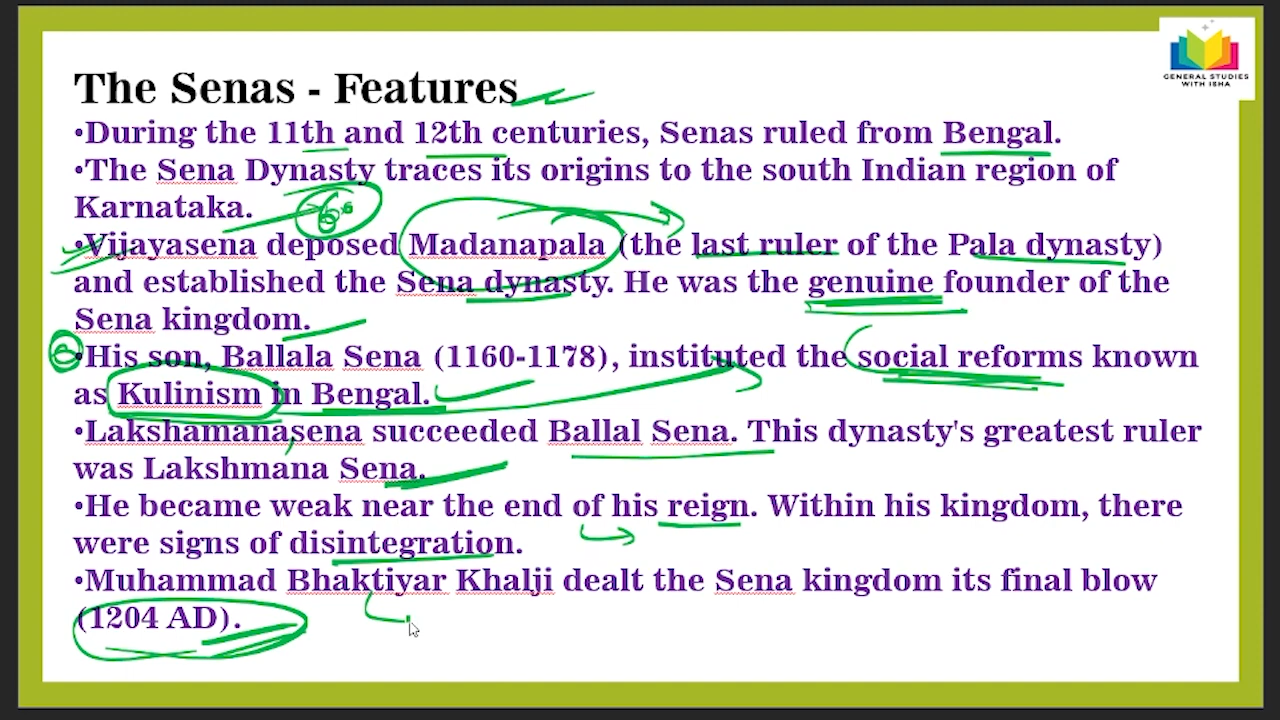 GENERAL STUDIES
WITH ISHA
The Senas - Features
•During the 11th and 12th centuries, Senas ruled from Bengal.
•The Sena Dynasty traces its origins to the south Indian region of
Karnataka.
•Vijayasena deposed Madanapala (the last ruler of the Pala dynasty)
and established the Sena dynasty. He was the genuine founder of the
Sena kingdom.
•His son, Ballala Sena (1160-1178), instituted the social reforms known
as Kulinism in Bengal.
•Lakshamanasena succeeded Ballal Sena. This dynasty's greatest ruler
was Lakshmana Sena.
•He became weak near the end of his reign. Within his kingdom, there
were signs of disintegration.
•Muhammad Bhaktiyar Khalji dealt the Sena kingdom its final blow
(1204 AD).